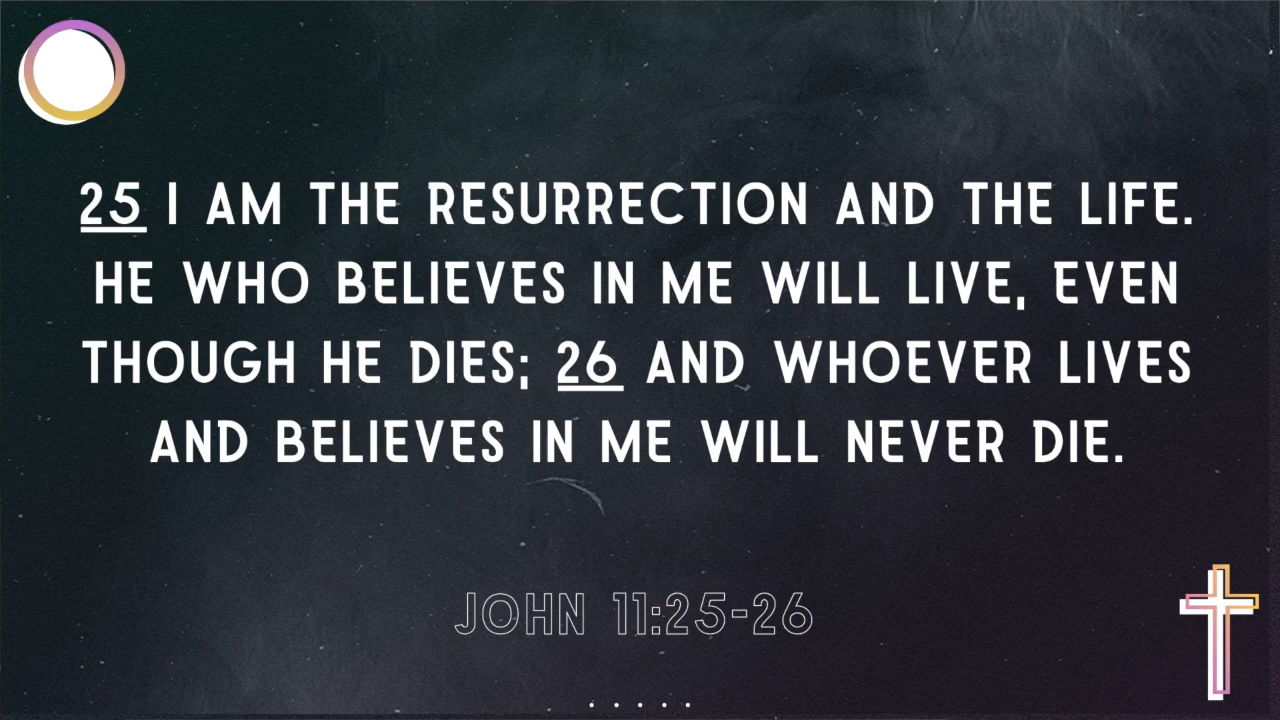 25 I AM THE RESURRECTION AND THE LIFE.
HE WHO BELIEVES IN ME WILL LIVE, EVEN
THOUGH HE DIES; 26 AND WHOEVER LIVES
AND BELIEVES IN ME WILL NEVER DIE.
JOHN 11:25-26